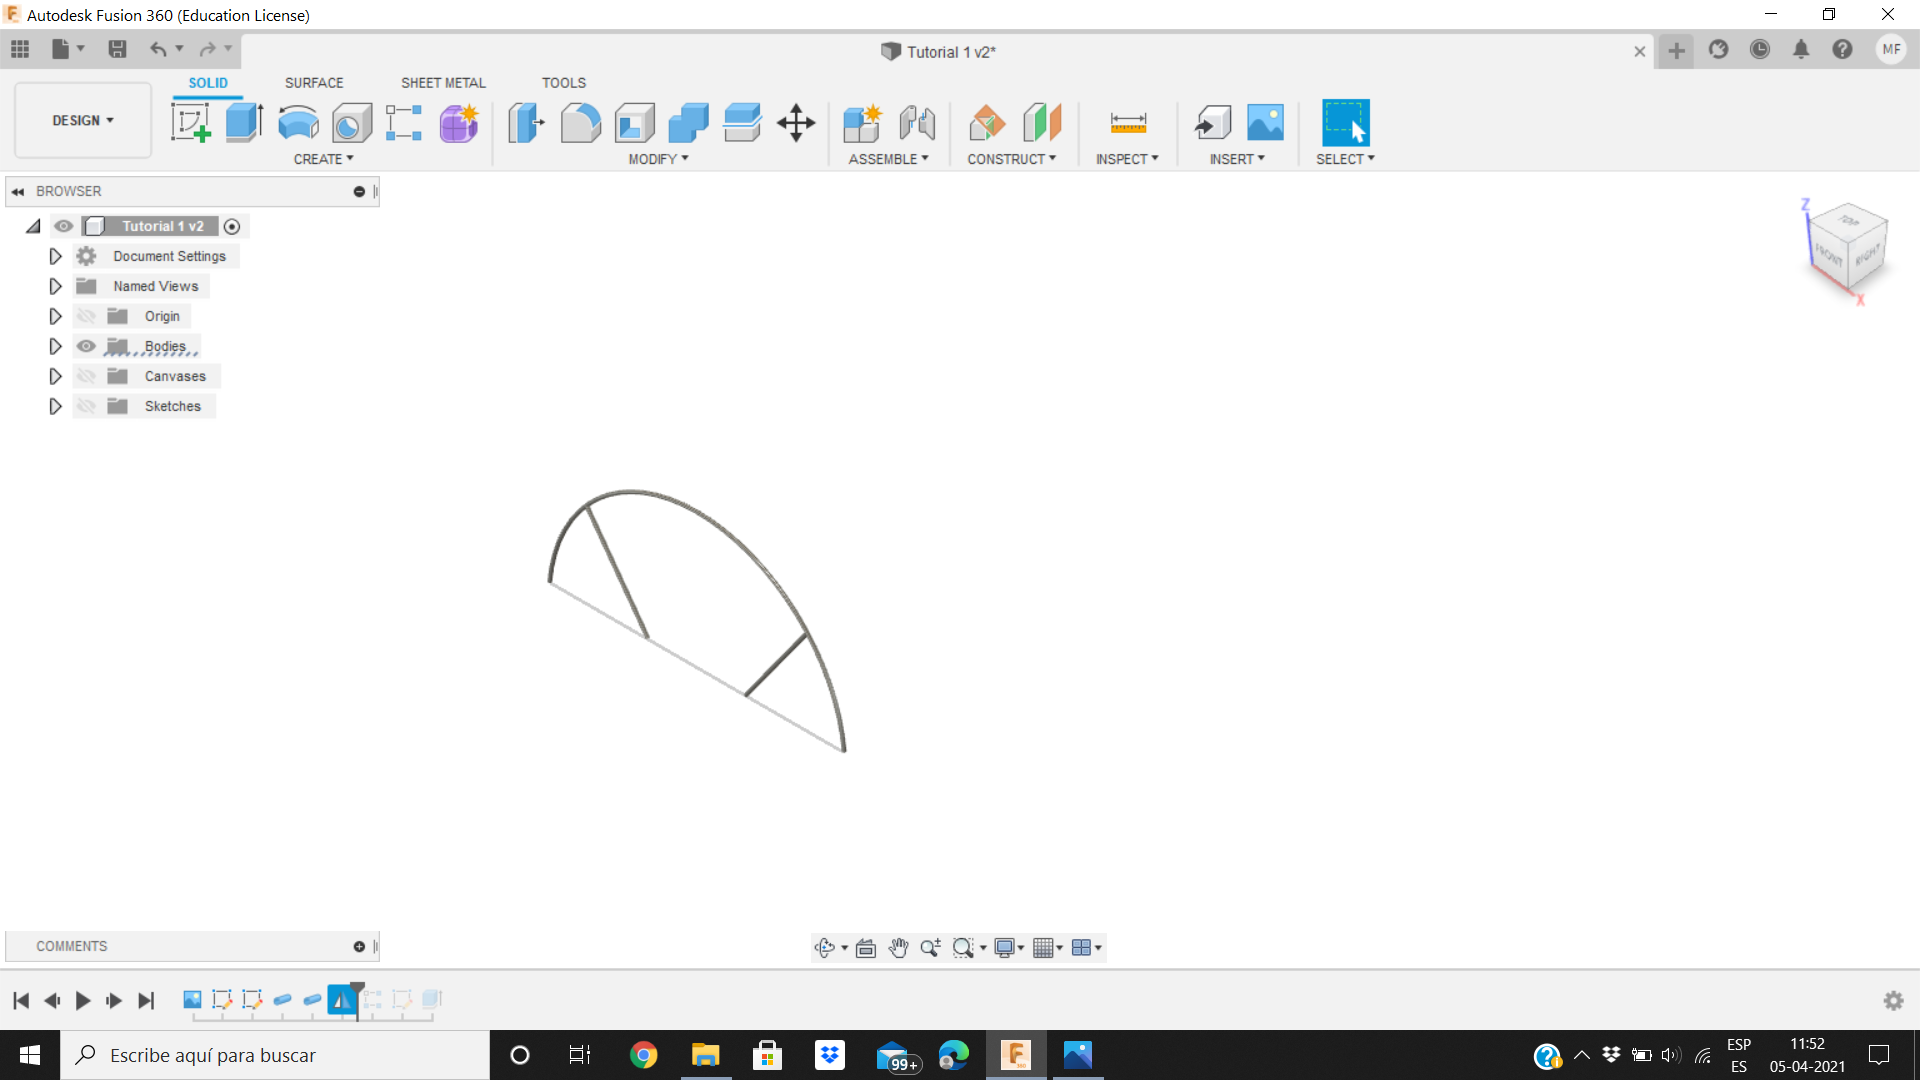 Autodesk Fusion 360 (Education License)
Tutorial 1 v2*
MF
SOLID SURFACE SHEET METAL TOOLS
DESIGN
CREATE MODIFY ASSEMBLE CONSTRUCT INSPECT INSERT SELECT
BROWSER
Tutorial 1 v2
Document Settings
Named Views
Origin
Bodies
Canvases
Sketches
Z
TOP
FRONT RIGHT
X
COMMENTS
Escribe aquí para buscar
99+
F
360
ESP
ES
11:52
05-04-2021